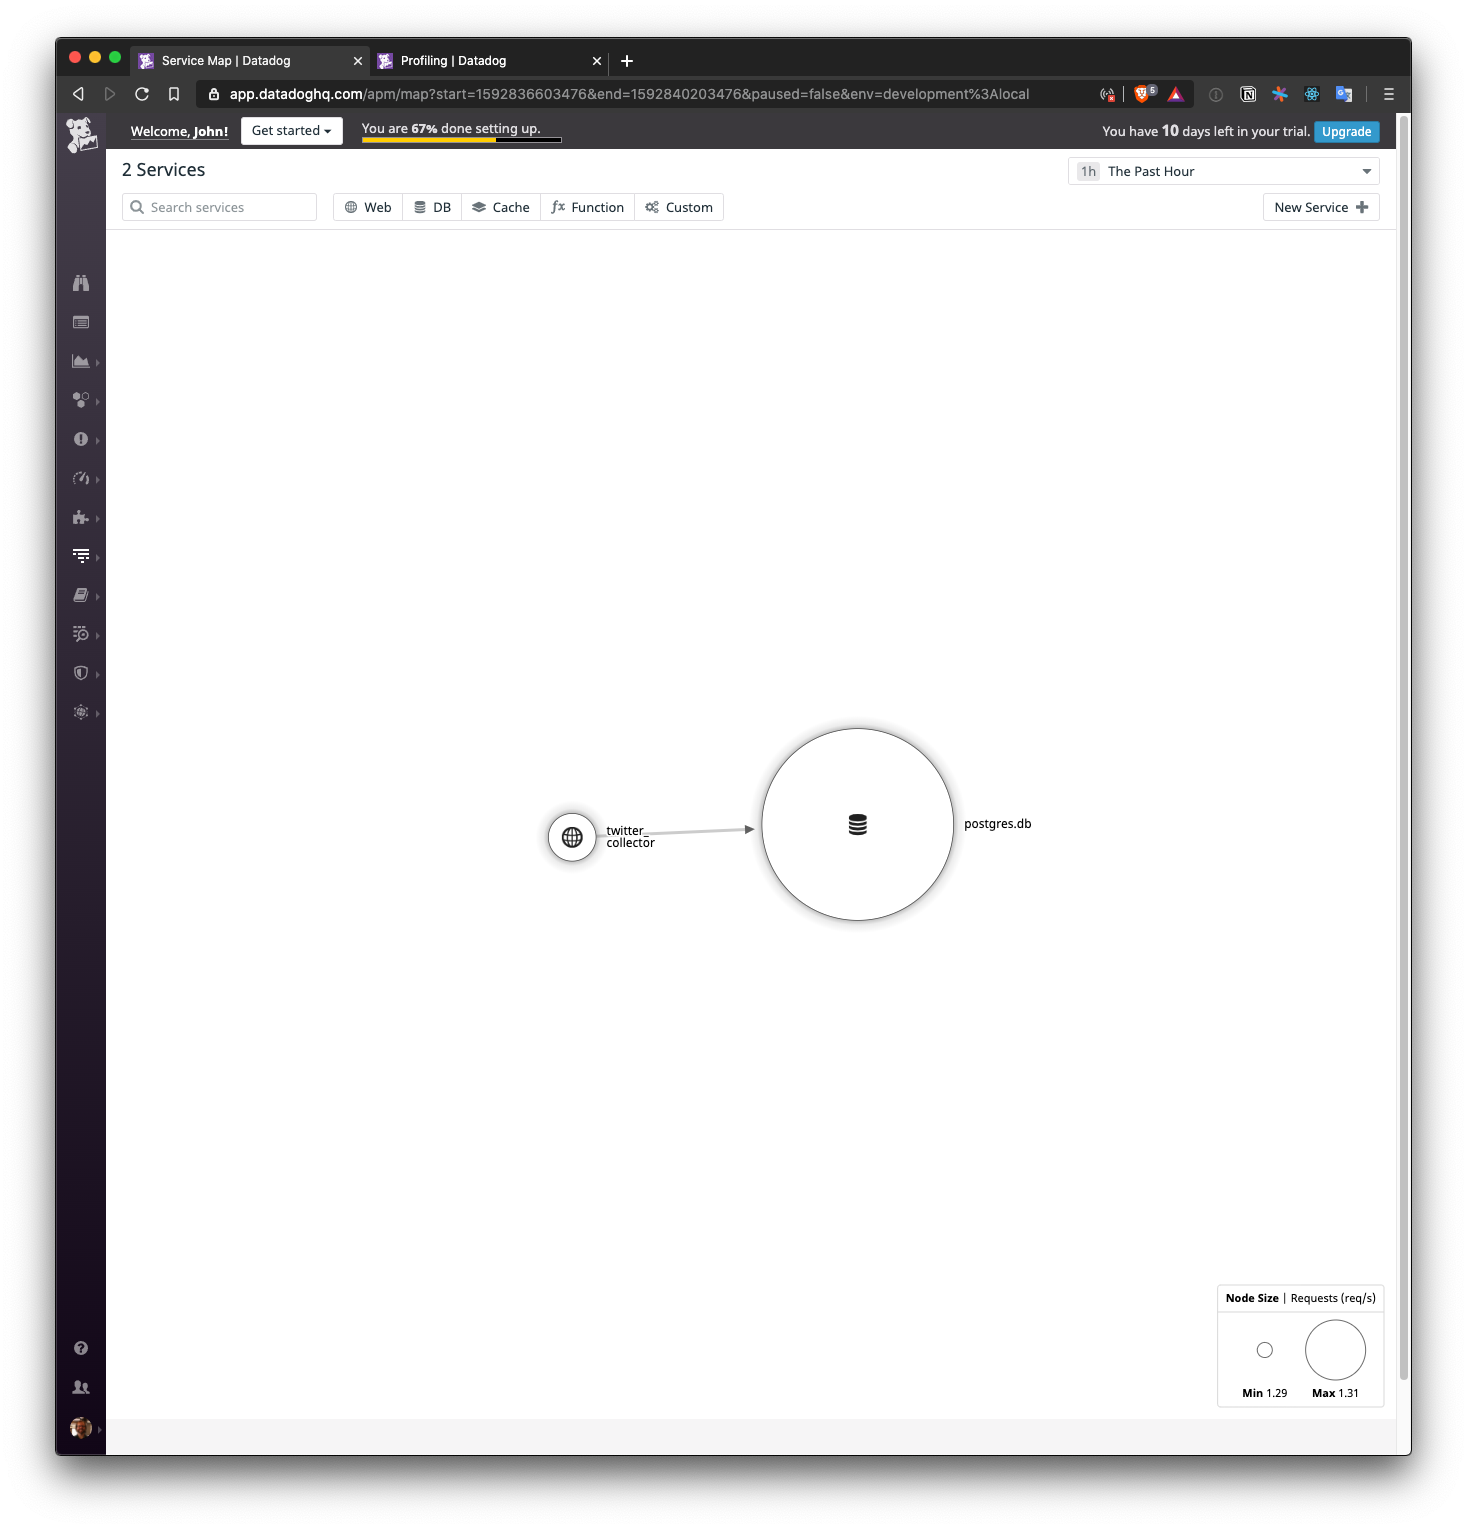 Service Map | Datadog
Profiling | Datadog
app.datadoghq.com/apm/map?start=1592836603476&end=1592840203476&paused=false&env=development%3Alocal
5
Welcome, John!
Get started
You are 67% done setting up.
You have 10 days left in your trial.
Upgrade
2 Services
1h The Past Hour
Search services
Web
DB
Cache
Function
Custom
New Service
twitter_
collector
postgres.db
Node Size | Requests (req/s)
Min 1.29
Max 1.31